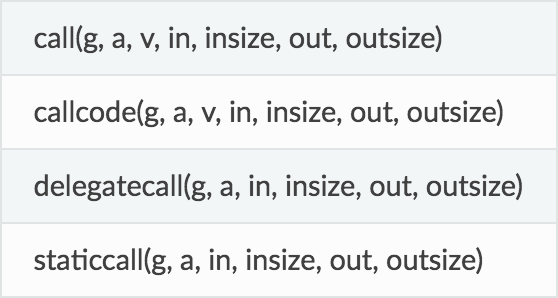 call(g, a, v, in, insize, out, outsize)
callcode(g, a, v, in, insize, out, outsize)
delegatecall(g, a, in, insize, out, outsize)
staticcall(g, a, in, insize, out, outsize)